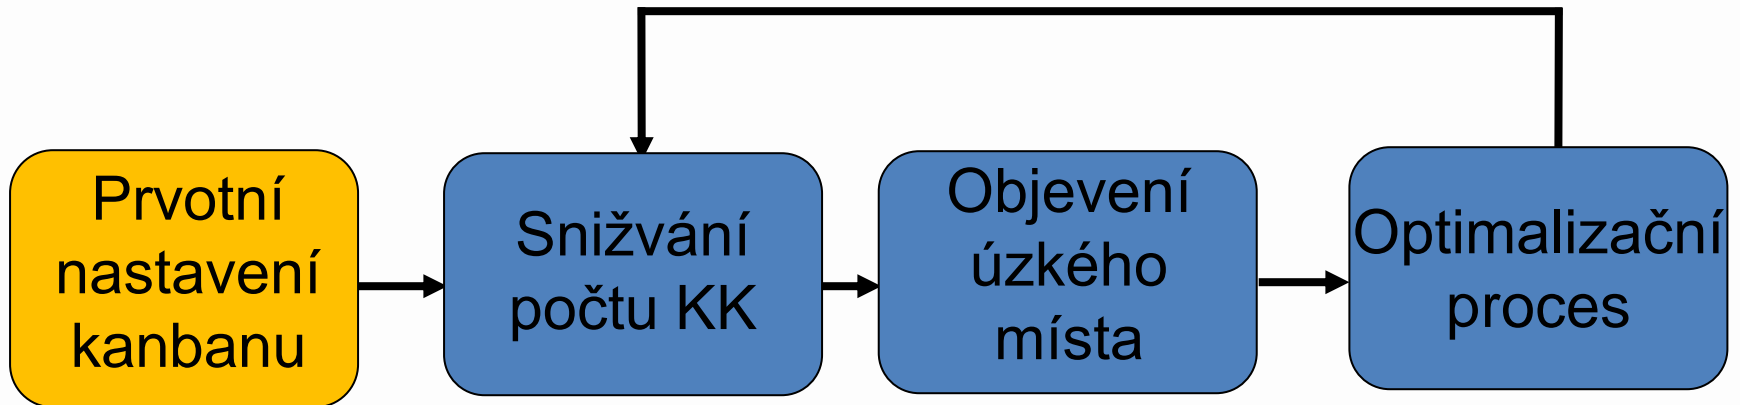 Prvotní
nastavení
kanbanu
Snižvání
počtu KK
Objevení
úzkého
místa
Optimalizační
proces